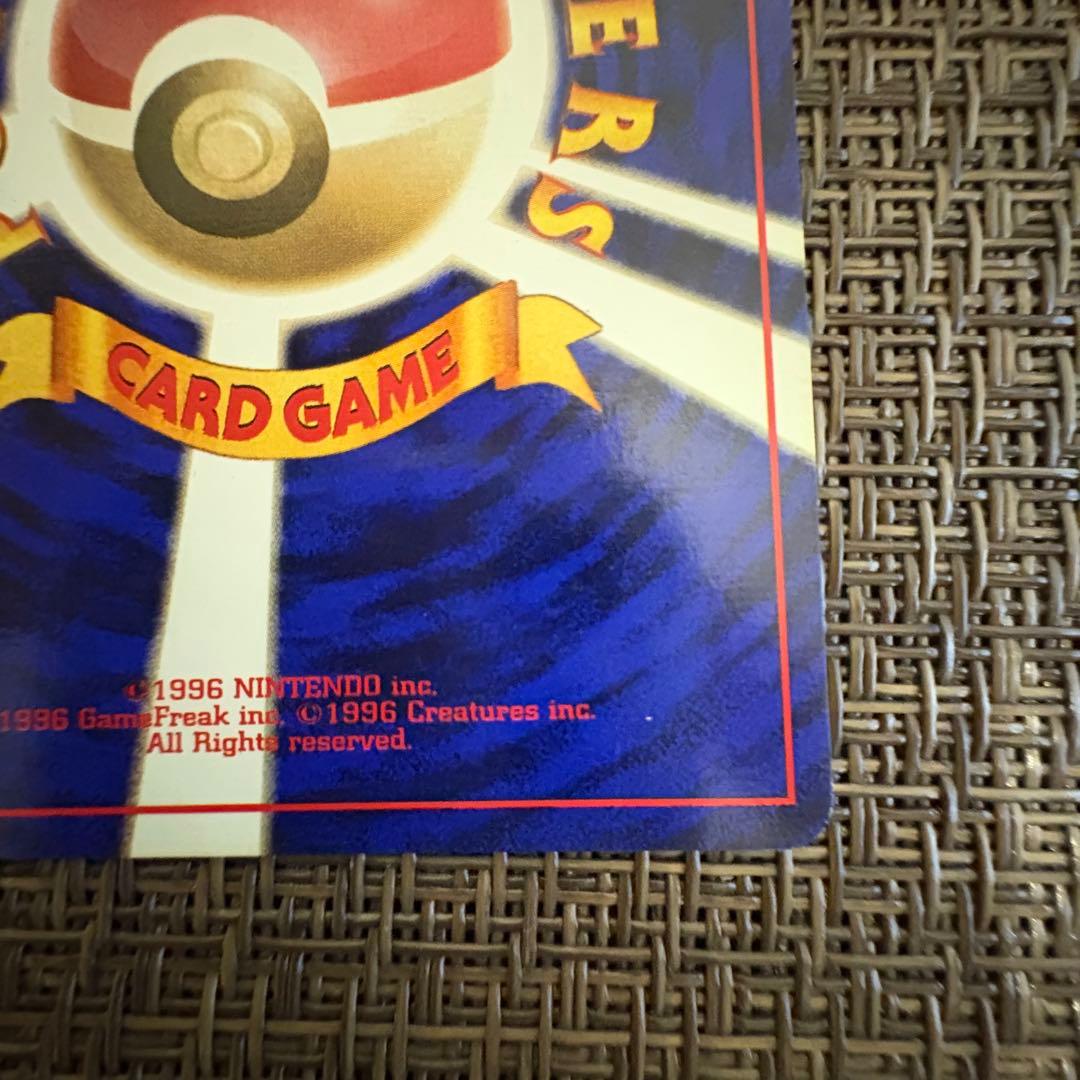 ERS
CARD GAME
©1996 NINTENDO inc.
1996 GameFreak inc. ©1996 Creatures inc.
All Rights reserved.